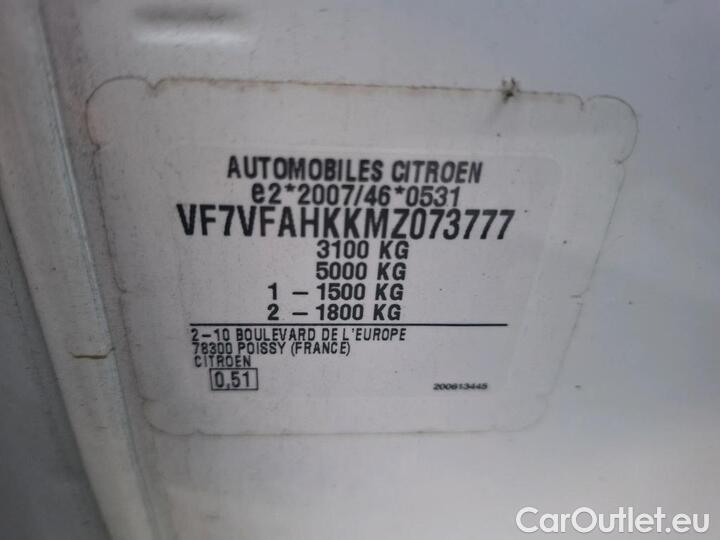 AUTOMOBILES CITROEN
e2*2007/46*0531
VF7VFAHKKMZ073777
3100 KG
5000 KG
1 - 1500 KG
2 - 1800 KG
2-10 BOULEVARD DE L'EUROPE
78300 POISSY (FRANCE)
CITROEN
0,51
200613445
CarOutlet.eu